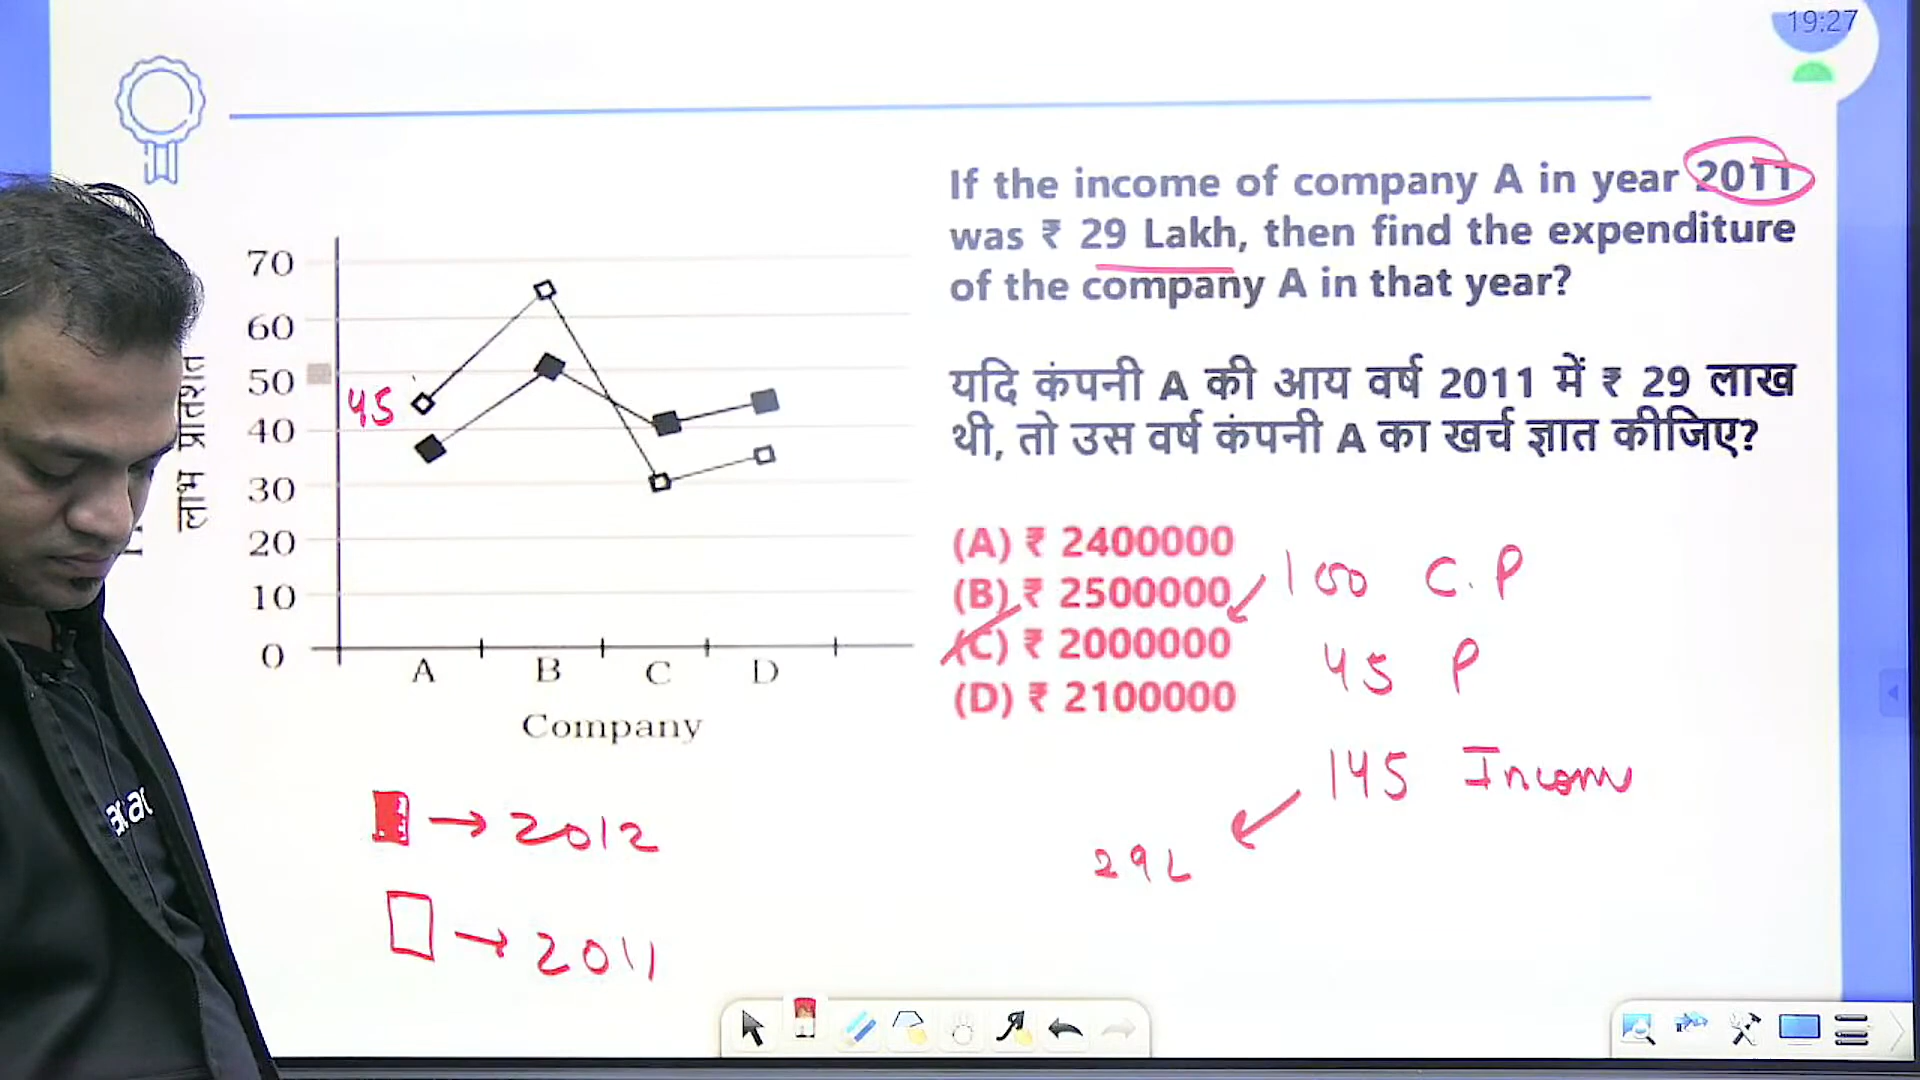 19:27
If the income of company A in year 2011
was ₹ 29 Lakh, then find the expenditure
of the company A in that year?
यदि कंपनी A की आय वर्ष 2011 में ₹ 29 लाख
थी, तो उस वर्ष कंपनी A का खर्च ज्ञात कीजिए?
(A) ₹ 2400000
(B) ₹ 2500000
(C) ₹ 2000000
(D) ₹ 2100000
100 C.P
45 P
145 Income
29L
लाभ प्रतिशत
70
60
50
40
30
20
10
0
45
A B C D
Company
→ 2012
→ 2011